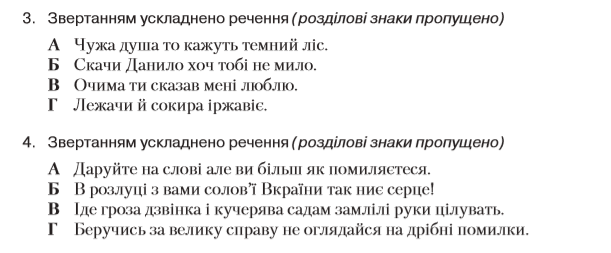 3. Звертанням ускладнено речення (розділові знаки пропущено)
А Чужа душа то кажуть темний ліс.
Б Скачи Данило хоч тобі не мило.
В Очима ти сказав мені люблю.
Г Лежачи й сокира іржавіє.
4. Звертанням ускладнено речення (розділові знаки пропущено)
А Даруйте на слові але ви більш як помиляєтеся.
Б В розлуці з вами солов’ї Вкраїни так ниє серце!
В Іде гроза дзвінка і кучерява садам замлілі руки цілувать.
Г Беручись за велику справу не оглядайся на дрібні помилки.